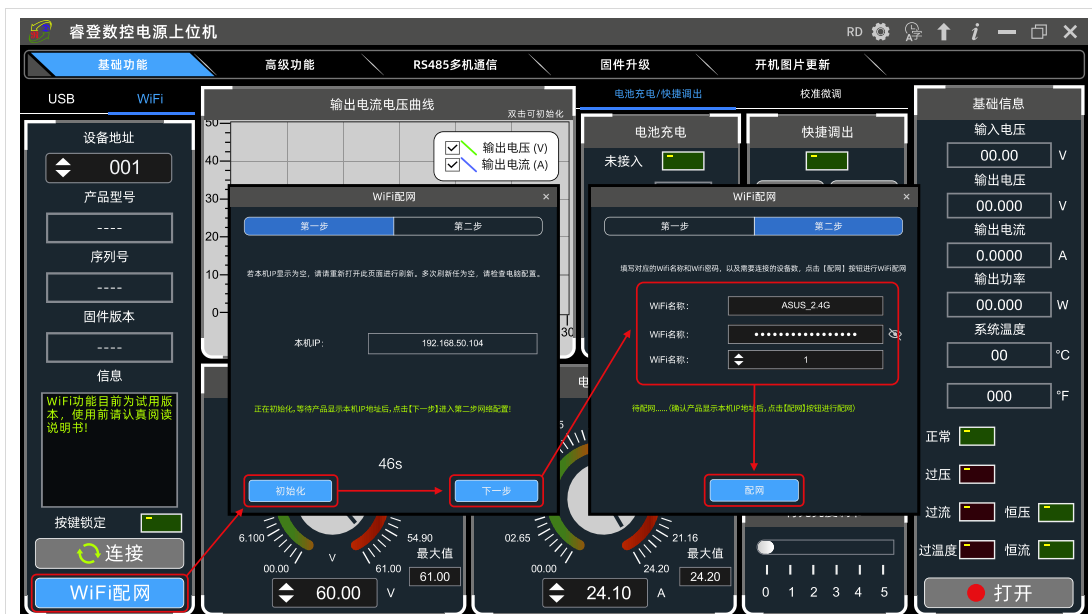 睿登数控电源上位机
RD
基础功能
高级功能
RS485多机通信
固件升级
开机图片更新
USB
WiFi
设备地址
001
产品型号
----
序列号
----
固件版本
----
信息
WiFi功能目前为试用版
本，使用前请认真阅读
说明书!
按键锁定
连接
WiFi配网
输出电流电压曲线
双击可初始化
50
40
30
20
10
0
30
输出电压 (V)
输出电流 (A)
电池充电/快捷调出
校准微调
电池充电
未接入
快捷调出
WiFi配网
×
第一步
第二步
若本机IP显示为空，请请重新打开此页面进行刷新。多次刷新任为空，请检查电脑配置。
本机IP:
192.168.50.104
正在初始化,等待产品显示本机IP地址后,点击【下一步】进入第二步网络配置!
46s
初始化
下一步
WiFi配网
×
第一步
第二步
填写对应的Wifi名称和Wifi密码，以及需要连接的设备数，点击【配网】按钮进行WiFi配网
WiFi名称:
ASUS_2.4G
WiFi名称:
WiFi名称:
1
待配网......(确认产品显示本机IP地址后,点击【配网】按钮进行配网)
配网
6.100
00.00
V
54.90
61.00
最大值
61.00
60.00
V
电
02.65
00.00
21.16
24.20
最大值
24.20
24.10
A
0
1
2
3
4
5
基础信息
输入电压
00.00
V
输出电压
00.000
V
输出电流
0.0000
A
输出功率
00.000
W
系统温度
00
°C
000
°F
正常
过压
过流
恒压
过温度
恒流
打开